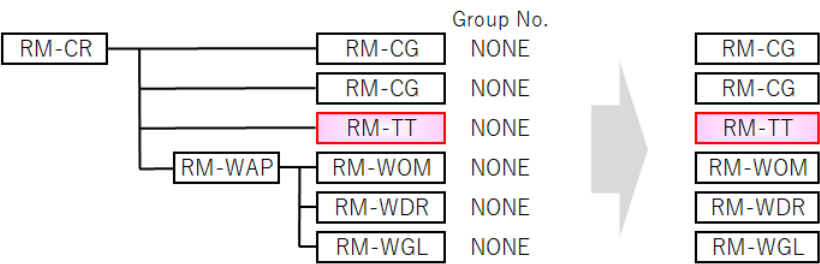 Group No.
RM-CR RM-CG NONE RM-CG
RM-CG NONE RM-CG
RM-TT NONE RM-TT
RM-WAP RM-WOM NONE RM-WOM
RM-WDR NONE RM-WDR
RM-WGL NONE RM-WGL